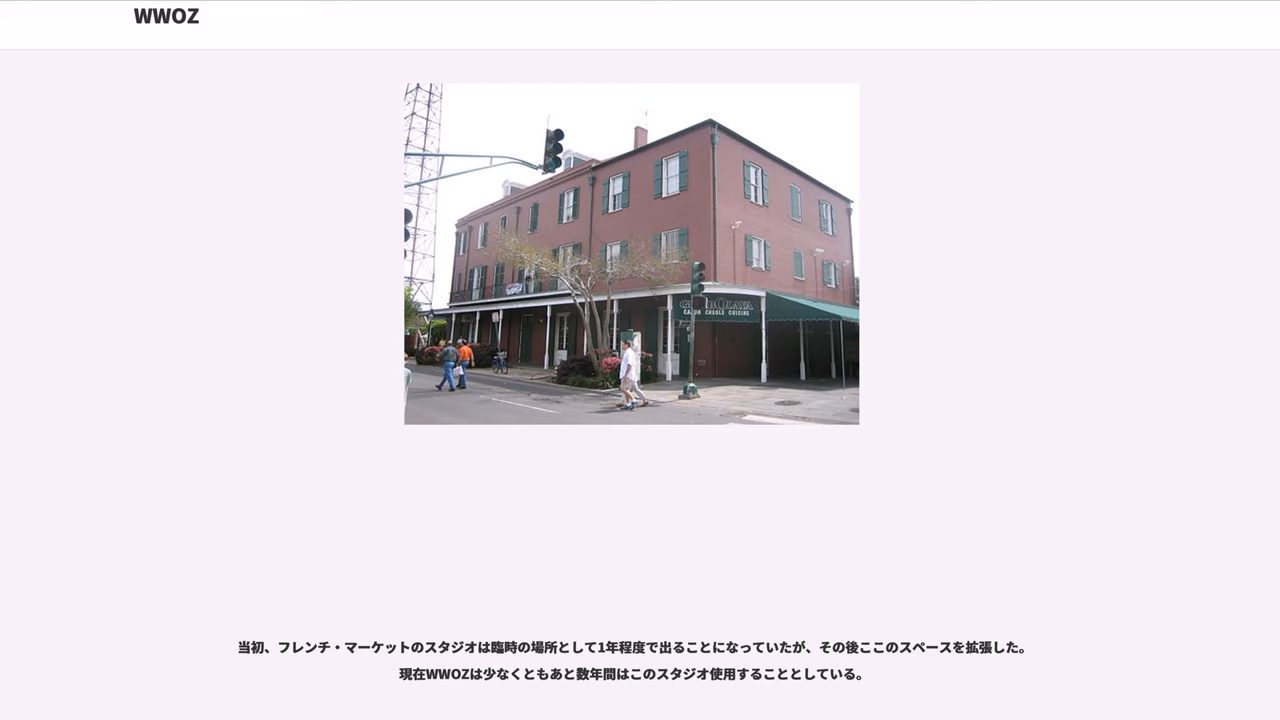 WWOZ
CAJUN CREOLE CUISINE
当初、フレンチ・マーケットのスタジオは臨時の場所として1年程度で出ることになっていたが、その後ここのスペースを拡張した。
現在WWOZは少なくともあと数年間はこのスタジオ使用することとしている。